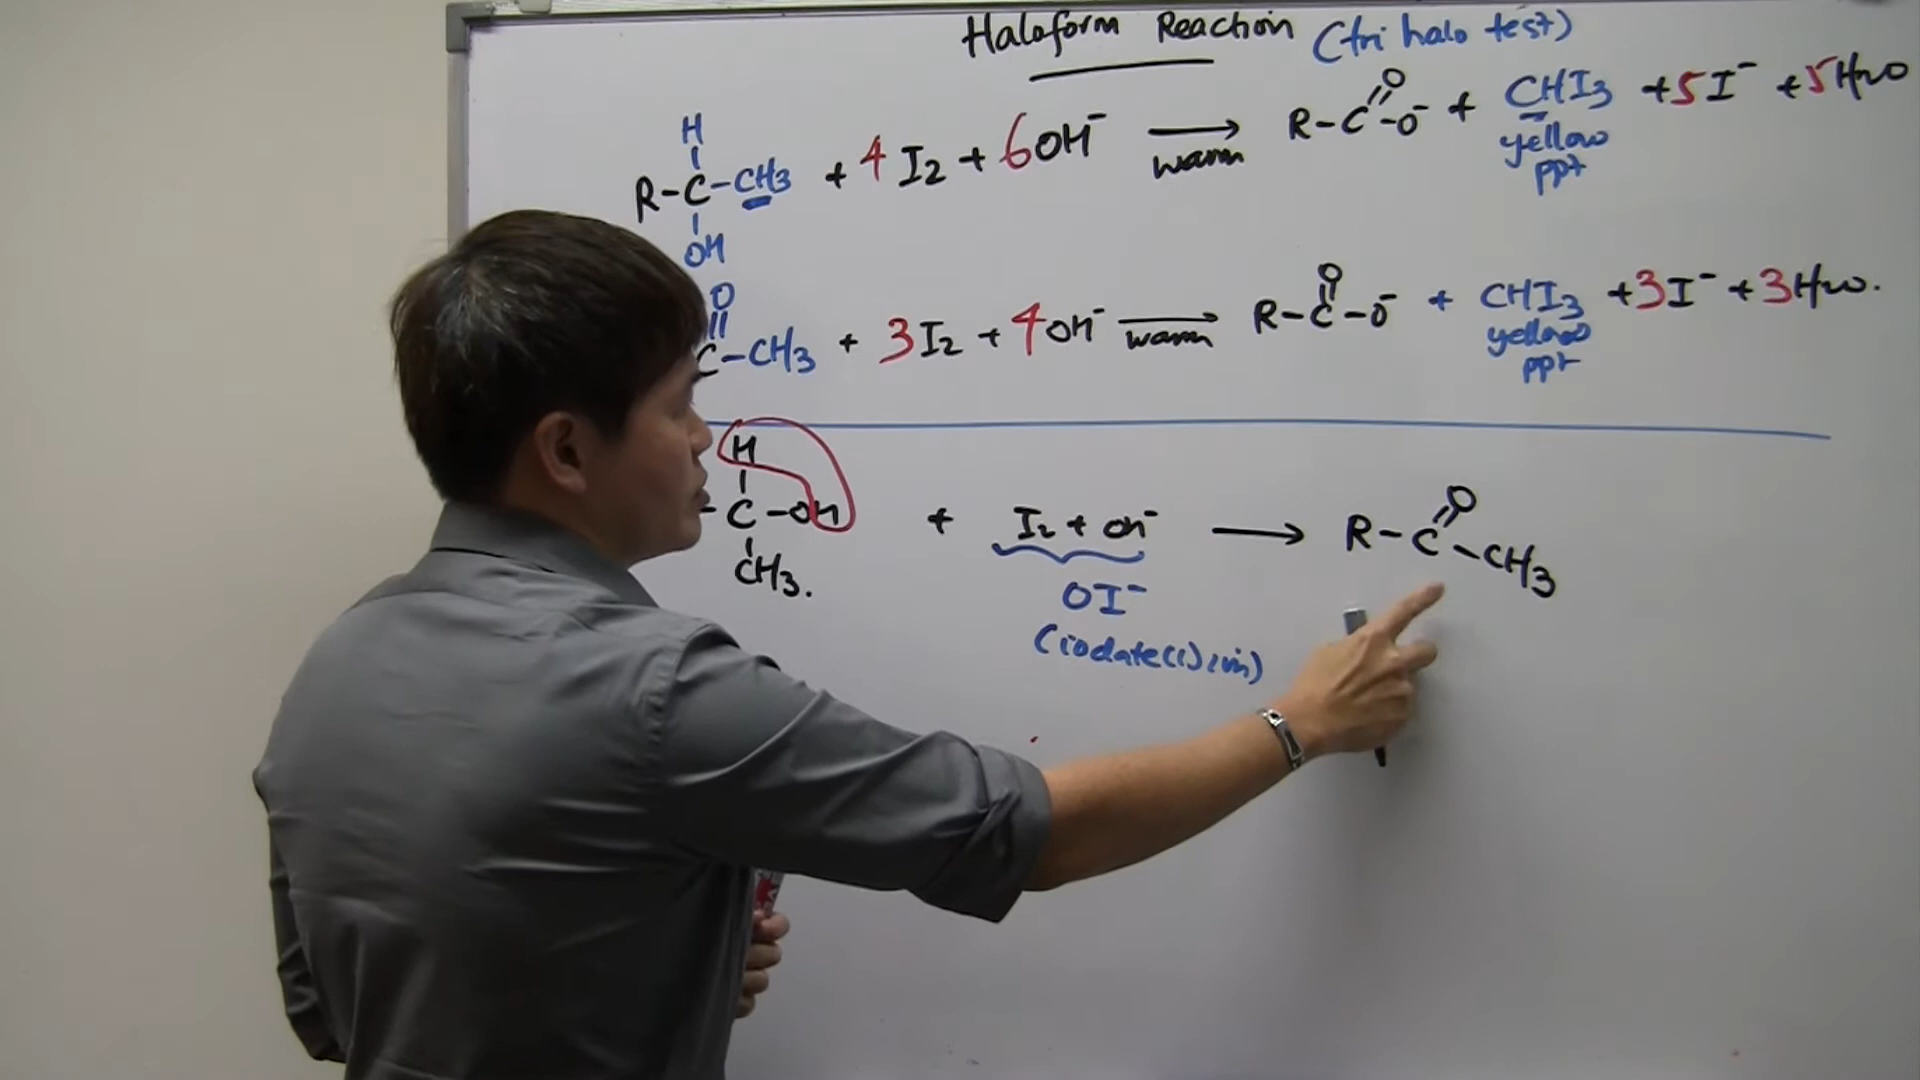 Haloform Reaction (tri halo test)
H
R-C-CH3 + 4 I2 + 6OH- → R-C-O- + CHI3 + 5I- + 5H2O
O
warm
yellow
ppt
OH
O
C-CH3 + 3I2 + 4OH- → R-C-O- + CHI3 + 3I- + 3H2O.
O
warm
yellow
ppt
H
-C-OH + I2 + OH- → R-C-CH3
O
CH3.
OI-
(iodate(I) ion)